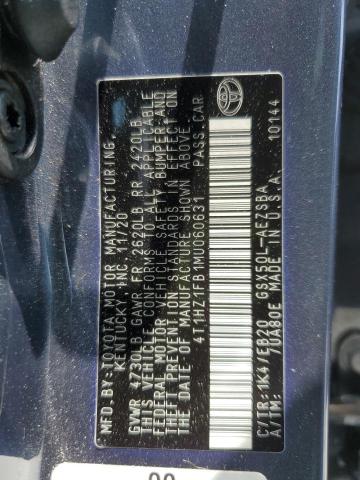 MFD. BY: TOYOTA MOTOR MANUFACTURING
KENTUCKY, INC. 11/20
GVWR 4730LB GAWR FR 2620LB RR 2420LB
THIS VEHICLE CONFORMS TO ALL APPLICABLE
FEDERAL MOTOR VEHICLE SAFETY, BUMPER, AND
THEFT PREVENTION STANDARDS IN EFFECT ON
THE DATE OF MANUFACTURE SHOWN ABOVE.
4T1HZ1FB1MU060631 PASS. CAR
C/TR: 1K4/EB20 GSX50L-AEZSBA
A/TM: /UA80E MADE IN U.S.A. 10144